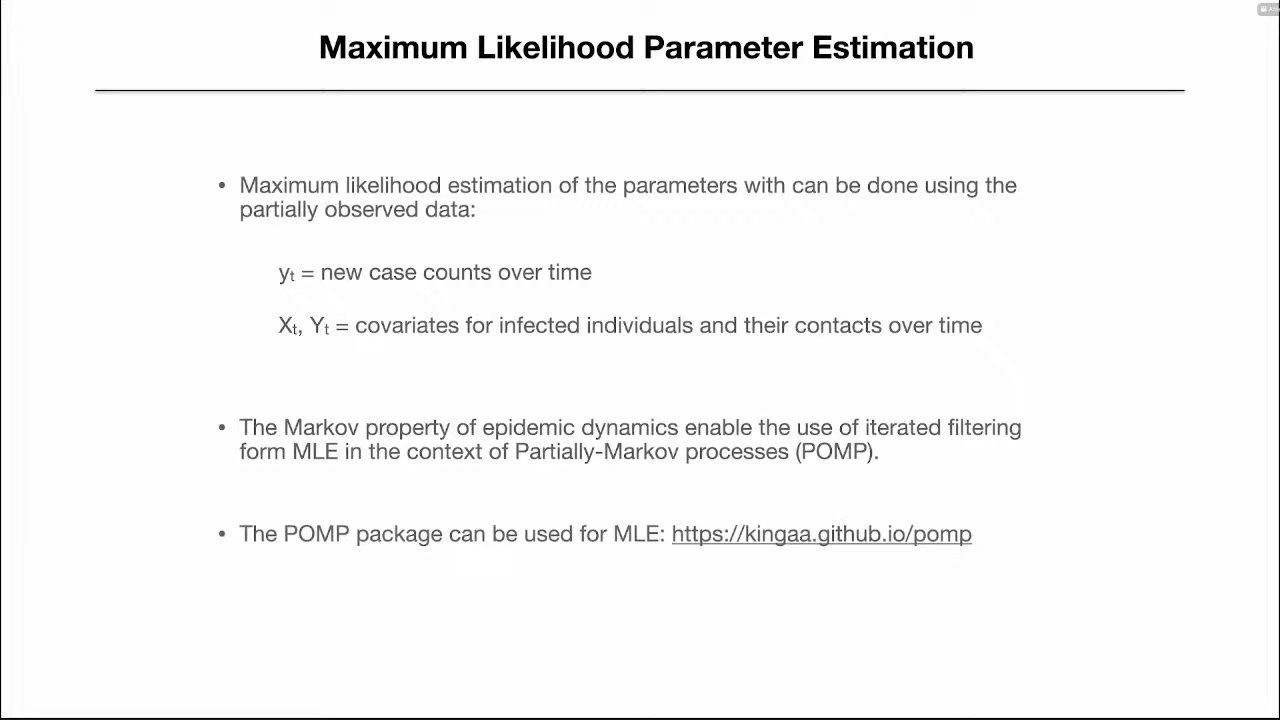 Maximum Likelihood Parameter Estimation
• Maximum likelihood estimation of the parameters with can be done using the
partially observed data:
yₜ = new case counts over time
Xₜ, Yₜ = covariates for infected individuals and their contacts over time
• The Markov property of epidemic dynamics enable the use of iterated filtering
form MLE in the context of Partially-Markov processes (POMP).
• The POMP package can be used for MLE: https://kingaa.github.io/pomp